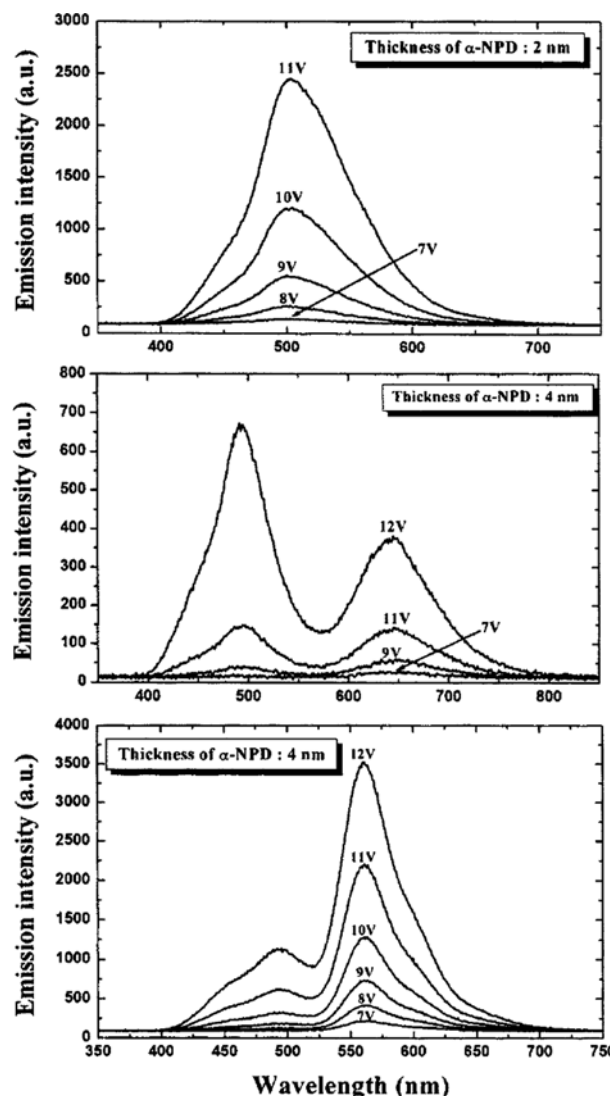 Thickness of α-NPD : 2 nm
Emission intensity (a.u.)
3000
2500
2000
1500
1000
500
0
11V
10V
9V
8V
7V
400
500
600
700
Thickness of α-NPD : 4 nm
Emission intensity (a.u.)
800
700
600
500
400
300
200
100
0
12V
11V
9V
7V
400
500
600
700
800
Thickness of α-NPD : 4 nm
Emission intensity (a.u.)
4000
3500
3000
2500
2000
1500
1000
500
0
12V
11V
10V
9V
8V
7V
350
400
450
500
550
600
650
700
750
Wavelength (nm)